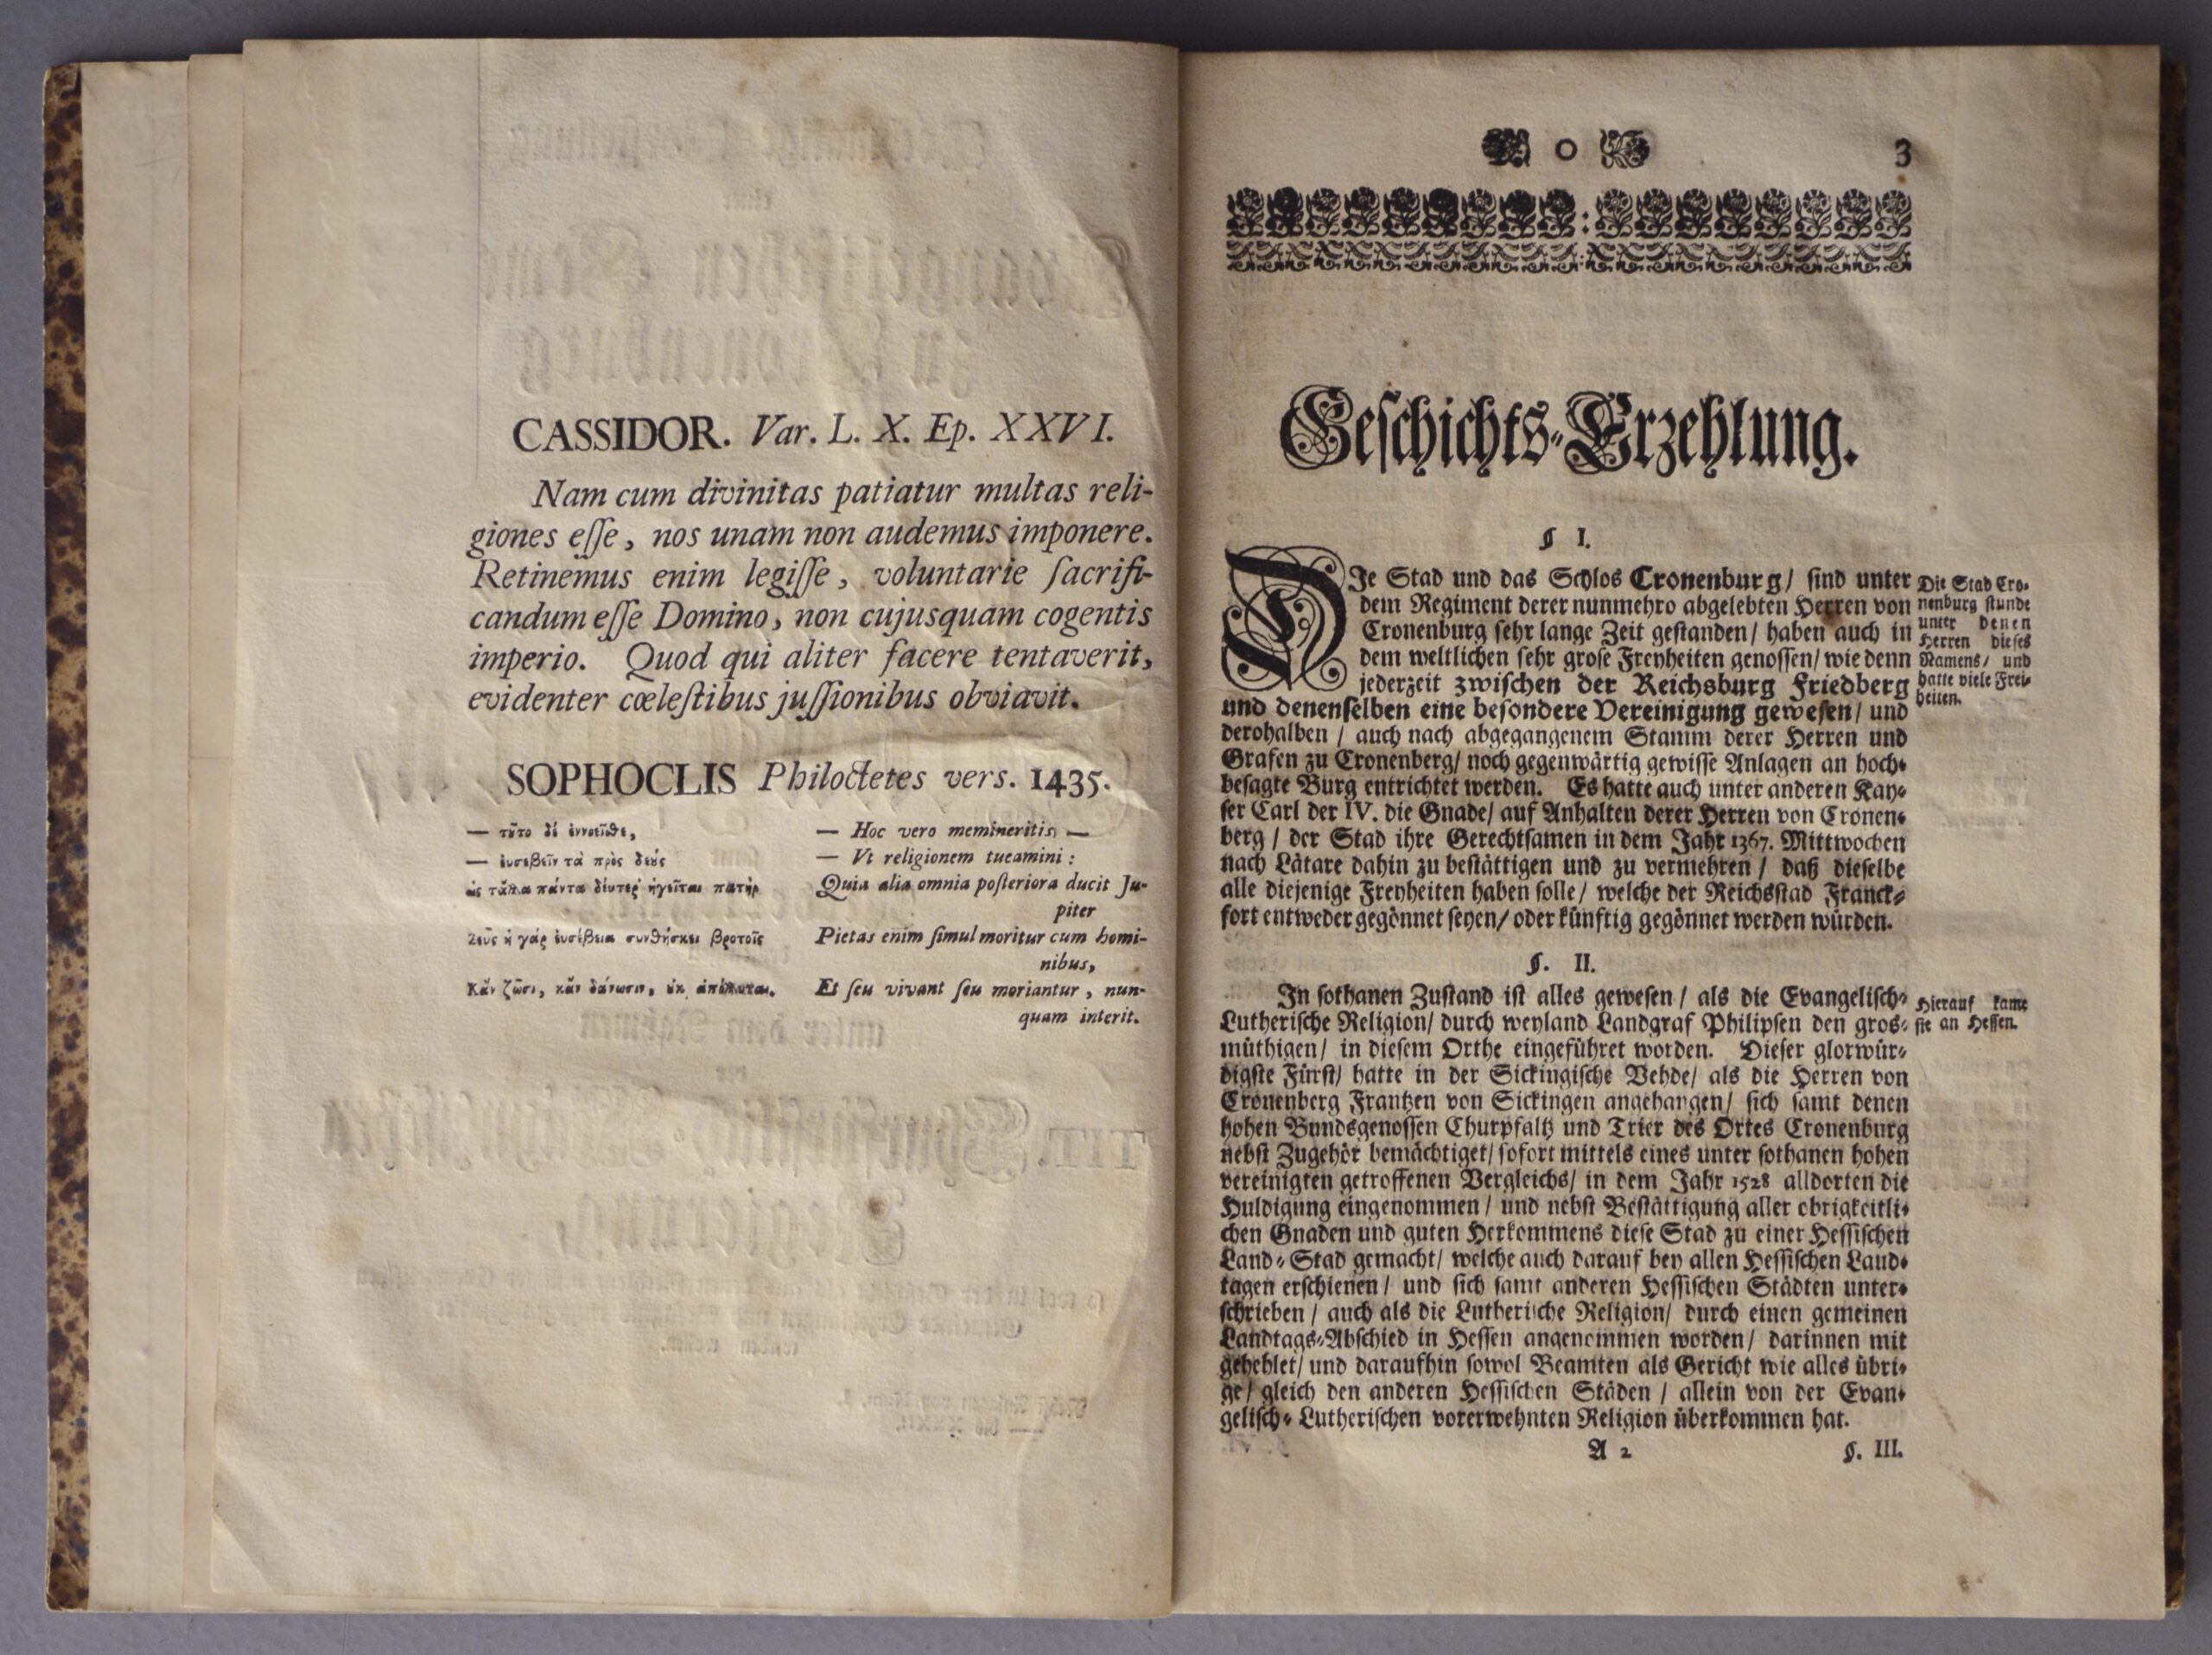 CASSIDOR. Var. L. X. Ep. XXVI.
Nam cum divinitas patiatur multas reli-
giones eſſe, nos unam non audemus imponere.
Retinemus enim legiſſe, voluntarie ſacrifi-
candum eſſe Domino, non cujusquam cogentis
imperio. Quod qui aliter facere tentaverit,
evidenter cœleſtibus juſſionibus obviavit.
SOPHOCLIS Philoctetes vers. 1435.
— Hoc vero memineritis —
— Vt religionem tueamini:
Quia alia omnia poſteriora ducit Ju-
piter
Pietas enim ſimul moritur cum homi-
nibus,
Et ſeu vivant ſeu moriantur, nun-
quam interit.
O 3
Geſchichts-Erzehlung.
§ I.
DIe Stad und das Schlos Cronenburg/ ſind unter
dem Regiment derer nunmehro abgelebten Herren von
Cronenburg ſehr lange Zeit geſtanden/ haben auch in
dem weltlichen ſehr groſe Freyheiten genoſſen/ wie denn
jederzeit zwiſchen der Reichsburg Friedberg
und denenſelben eine beſondere Vereinigung geweſen/ und
derohalben/ auch nach abgegangenem Stamm derer Herren und
Grafen zu Cronenberg/ noch gegenwärtig gewiſſe Anlagen an hoch-
beſagte Burg entrichtet werden. Es hatte auch unter anderen Kay-
ſer Carl der IV. die Gnade/ auf Anhalten derer Herren von Cronen-
berg/ der Stad ihre Gerechtſamen in dem Jahr 1367. Mittwochen
nach Lätare dahin zu beſtättigen und zu vermehren/ daß dieſelbe
alle diejenige Freyheiten haben ſolle/ welche der Reichsſtad Franck-
fort entweder gegönnet ſeyen/ oder künftig gegönnet werden würden.
Die Stad Cro-
nenburg ſtunde
unter denen
Herren dieſes
Namens/ und
hatte viele Frei-
heiten.
§. II.
In ſothanen Zuſtand iſt alles geweſen/ als die Evangeliſch-
Lutheriſche Religion/ durch weyland Landgraf Philipſen den gros-
müthigen/ in dieſem Orthe eingeführet worden. Dieſer glorwür-
digſte Fürſt/ hatte in der Sickingiſche Vehde/ als die Herren von
Cronenberg Frantzen von Sickingen angehangen/ ſich ſamt denen
hohen Bundsgenoſſen Churpfaltz und Trier des Ortes Cronenburg
nebſt Zugehör bemächtiget/ ſofort mittels eines unter ſothanen hohen
vereinigten getroffenen Vergleichs/ in dem Jahr 1528 alldorten die
Huldigung eingenommen/ und nebſt Beſtättigung aller obrigkeitli-
chen Gnaden und guten Herkommens dieſe Stad zu einer Heſſiſchen
Land-Stad gemacht/ welche auch darauf bey allen Heſſiſchen Land-
tagen erſchienen/ und ſich ſamt anderen Heſſiſchen Städten unter-
ſchrieben/ auch als die Lutheriſche Religion/ durch einen gemeinen
Landtags-Abſchied in Heſſen angenommen worden/ darinnen mit
gehehlet/ und daraufhin ſowol Beamten als Gericht wie alles übri-
ge/ gleich den anderen Heſſiſchen Städen/ allein von der Evan-
geliſch-Lutheriſchen vorerwehnten Religion überkommen hat.
Hierauf kame
ſie an Heſſen.
A 2 §. III.